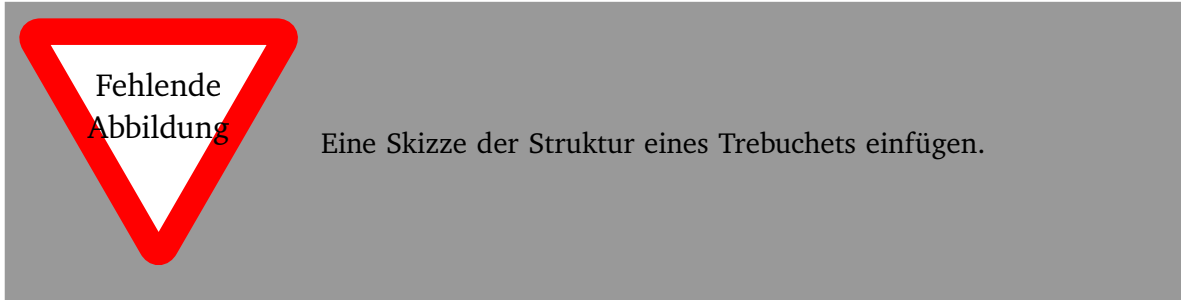 Fehlende
Abbildung
Eine Skizze der Struktur eines Trebuchets einfügen.